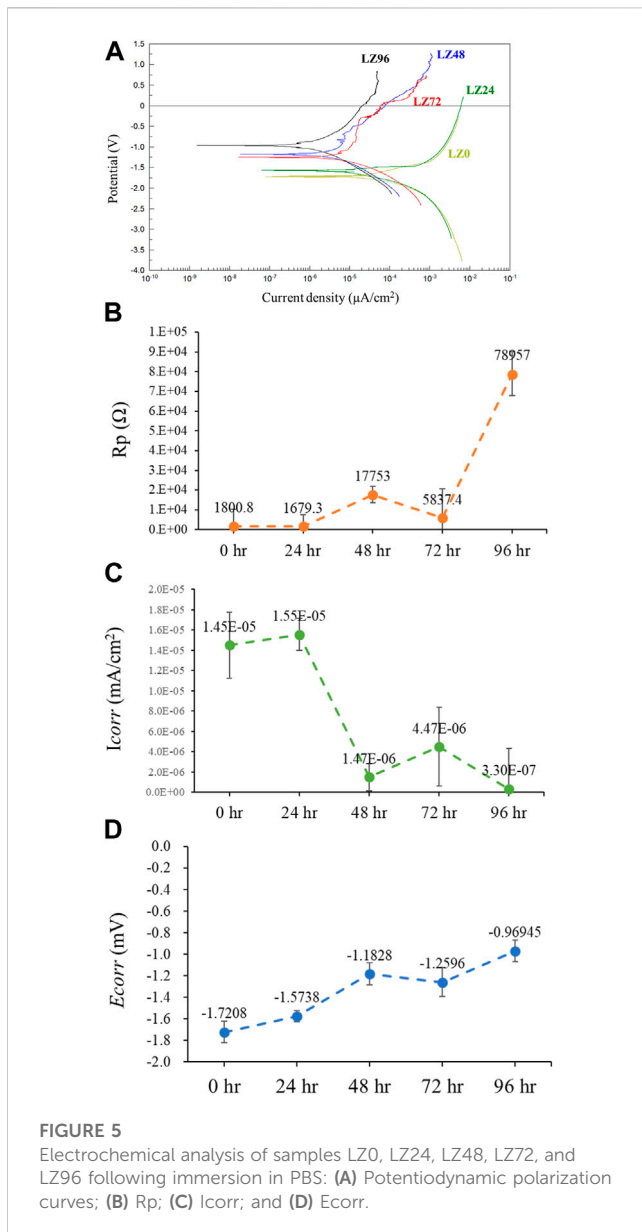 A
1.5
1.0
0.5
0
-0.5
-1.0
-1.5
-2.0
-2.5
-3.0
-3.5
-4.0
Potential (V)
LZ96
LZ48
LZ72
LZ24
LZ0
10⁻¹⁰ 10⁻⁹ 10⁻⁸ 10⁻⁷ 10⁻⁶ 10⁻⁵ 10⁻⁴ 10⁻³ 10⁻² 10⁻¹
Current density (µA/cm²)
B
1.E+05
9.E+04
8.E+04
7.E+04
6.E+04
5.E+04
4.E+04
3.E+04
2.E+04
1.E+04
0.E+00
Rp (Ω)
1800.8
1679.3
17753
5837.4
78957
0 hr 24 hr 48 hr 72 hr 96 hr
C
2.0E-05
1.8E-05
1.6E-05
1.4E-05
1.2E-05
1.0E-05
8.0E-06
6.0E-06
4.0E-06
2.0E-06
0.0E+00
Icorr (mA/cm²)
1.45E-05
1.55E-05
1.47E-06
4.47E-06
3.30E-07
0 hr 24 hr 48 hr 72 hr 96 hr
D
0.0
-0.2
-0.4
-0.6
-0.8
-1.0
-1.2
-1.4
-1.6
-1.8
-2.0
Ecorr (mV)
-1.7208
-1.5738
-1.1828
-1.2596
-0.96945
0 hr 24 hr 48 hr 72 hr 96 hr
FIGURE 5
Electrochemical analysis of samples LZ0, LZ24, LZ48, LZ72, and
LZ96 following immersion in PBS: (A) Potentiodynamic polarization
curves; (B) Rp; (C) Icorr; and (D) Ecorr.